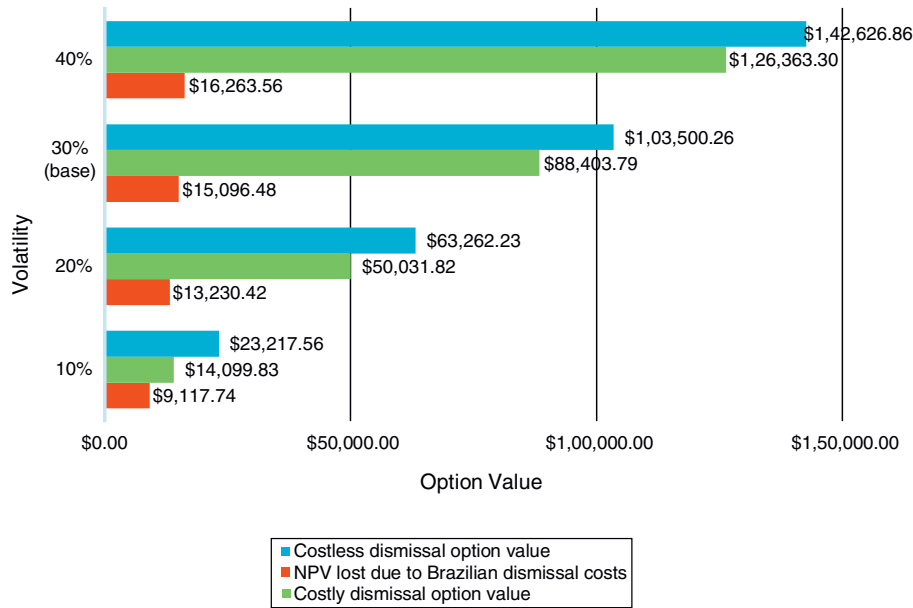 $1,42,626.86
40%
$1,26,363.30
$16,263.56
$1,03,500.26
30%
(base)
$88,403.79
$15,096.48
Volatility
$63,262.23
20%
$50,031.82
$13,230.42
$23,217.56
10%
$14,099.83
$9,117.74
$0.00 $50,000.00 $1,00,000.00 $1,50,000.00
Option Value
Costless dismissal option value
NPV lost due to Brazilian dismissal costs
Costly dismissal option value